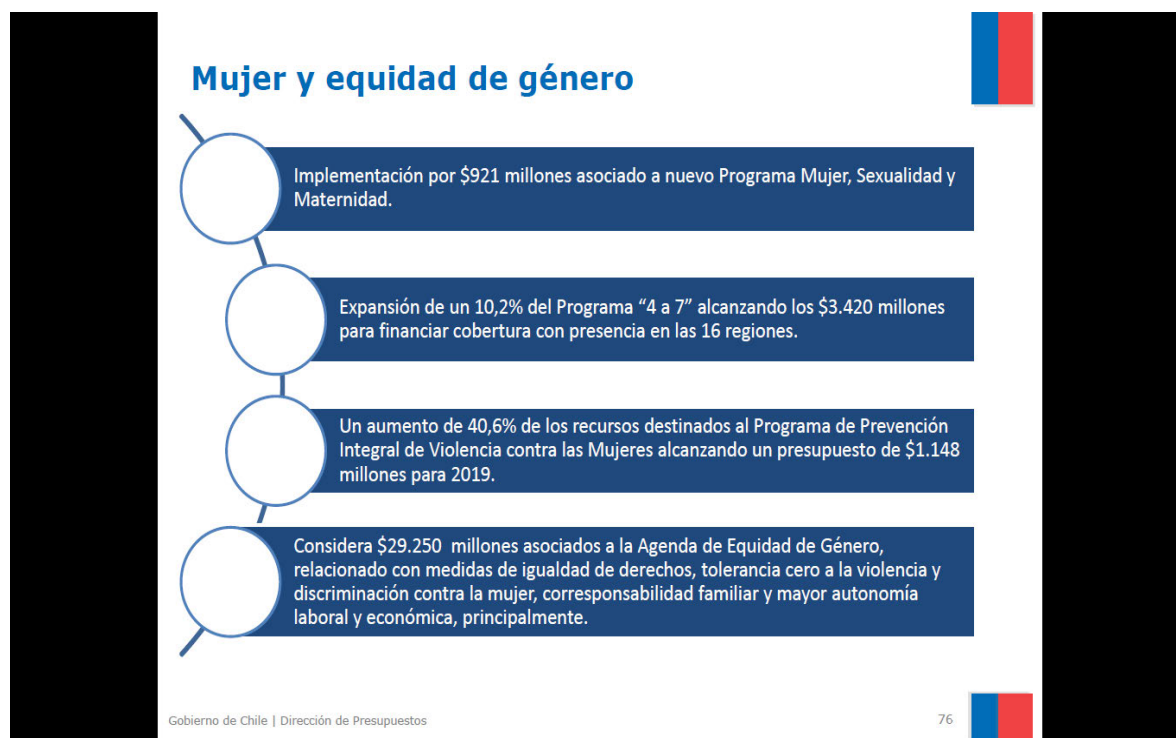 Mujer y equidad de género
Implementación por $921 millones asociado a nuevo Programa Mujer, Sexualidad y
Maternidad.
Expansión de un 10,2% del Programa “4 a 7” alcanzando los $3.420 millones
para financiar cobertura con presencia en las 16 regiones.
Un aumento de 40,6% de los recursos destinados al Programa de Prevención
Integral de Violencia contra las Mujeres alcanzando un presupuesto de $1.148
millones para 2019.
Considera $29.250 millones asociados a la Agenda de Equidad de Género,
relacionado con medidas de igualdad de derechos, tolerancia cero a la violencia y
discriminación contra la mujer, corresponsabilidad familiar y mayor autonomía
laboral y económica, principalmente.
Gobierno de Chile | Dirección de Presupuestos
76